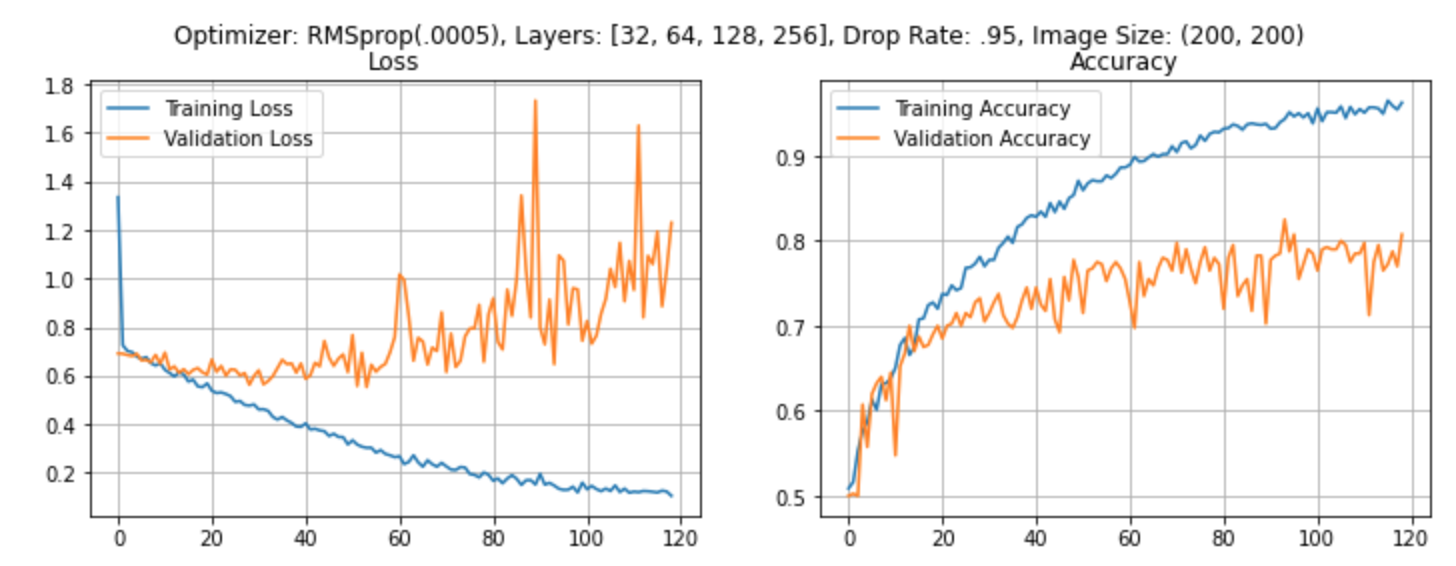 Optimizer: RMSprop(.0005), Layers: [32, 64, 128, 256], Drop Rate: .95, Image Size: (200, 200)
Loss
1.8
1.6
1.4
1.2
1.0
0.8
0.6
0.4
0.2
Training Loss
Validation Loss
0 20 40 60 80 100 120
Accuracy
0.9
0.8
0.7
0.6
0.5
Training Accuracy
Validation Accuracy
0 20 40 60 80 100 120